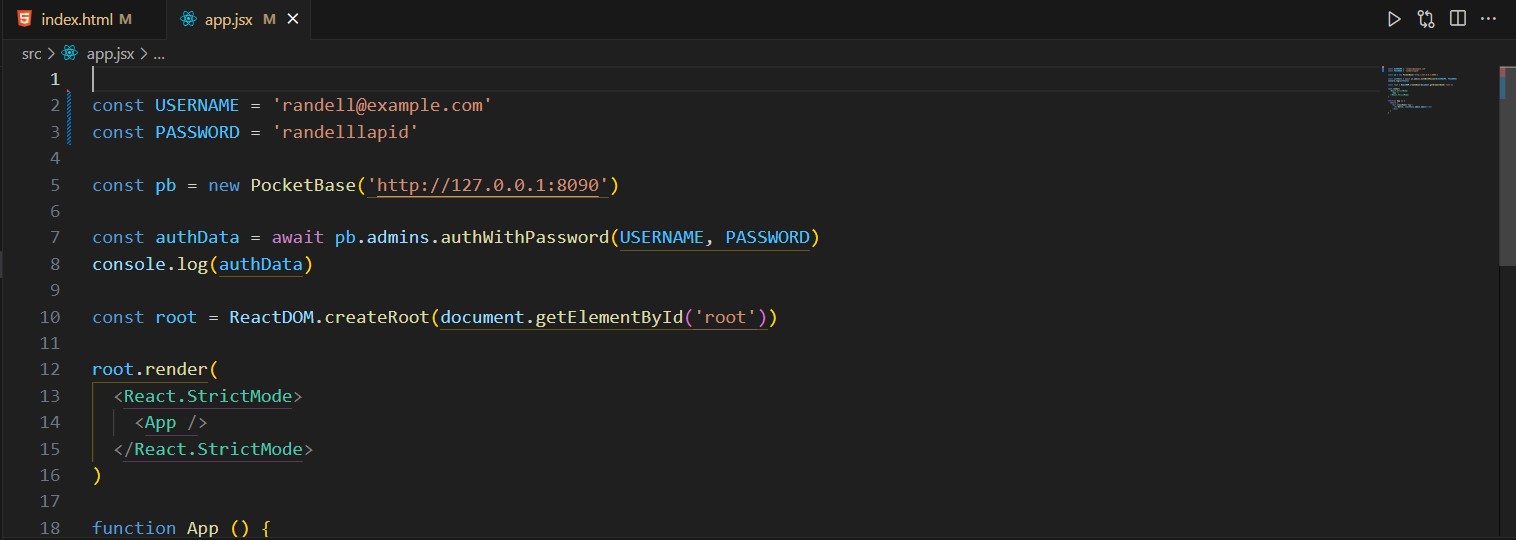 index.html M app.jsx M
src > app.jsx > ...
1
2 const USERNAME = 'randell@example.com'
3 const PASSWORD = 'randelllapid'
4
5 const pb = new PocketBase('http://127.0.0.1:8090')
6
7 const authData = await pb.admins.authWithPassword(USERNAME, PASSWORD)
8 console.log(authData)
9
10 const root = ReactDOM.createRoot(document.getElementById('root'))
11
12 root.render(
13   <React.StrictMode>
14     <App />
15   </React.StrictMode>
16 )
17
18 function App () {